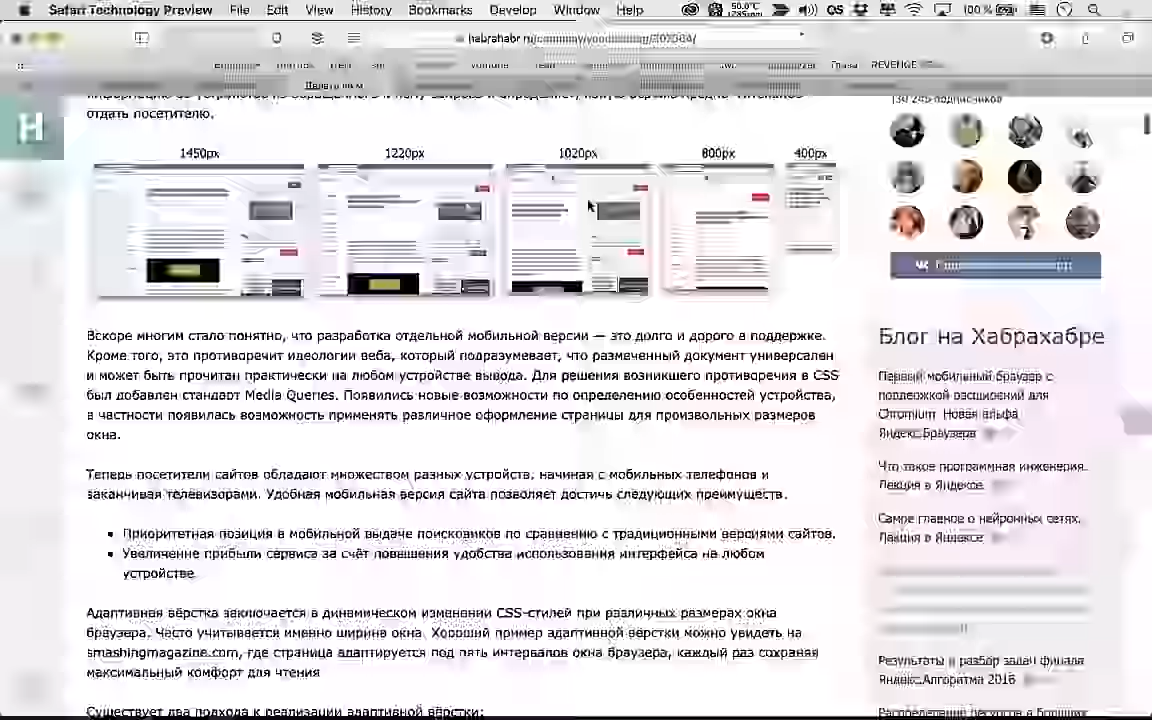 Safari Technology Preview File Edit View History Bookmarks Develop Window Help 50.0°C 100%
REVENGE
отдать посетителю.
1450px 1220px 1020px 800px 400px
Вскоре многим стало понятно, что разработка отдельной мобильной версии — это долго и дорого в поддержке.
Кроме того, это противоречит идеологии веба, который подразумевает, что размеченный документ универсален
и может быть прочитан практически на любом устройстве вывода. Для решения возникшего противоречия в CSS
был добавлен стандарт Media Queries. Появились новые возможности по определению особенностей устройства,
в частности появилась возможность применять различное оформление страницы для произвольных размеров
окна.
Теперь посетители сайтов обладают множеством разных устройств, начиная с мобильных телефонов и
заканчивая телевизорами. Удобная мобильная версия сайта позволяет достичь следующих преимуществ.
Приоритетная позиция в мобильной выдаче поисковиков по сравнению с традиционными версиями сайтов.
Увеличение прибыли сервиса за счёт повышения удобства использования интерфейса на любом
устройстве
Адаптивная вёрстка заключается в динамическом изменении CSS-стилей при различных размерах окна
браузера. Часто учитывается именно ширина окна. Хороший пример адаптивной вёрстки можно увидеть на
smashingmagazine.com, где страница адаптируется под пять интервалов окна браузера, каждый раз сохраняя
максимальный комфорт для чтения
Существует два подхода к реализации адаптивной вёрстки:
подписчиков
Блог на Хабрахабре
Первый мобильный браузер с
поддержкой расширений для
Chromium. Новая альфа
Яндекс.Браузера
Что такое программная инженерия.
Лекция в Яндексе
Самое главное о нейронных сетях.
Лекция в Яндексе
Результаты и разбор задач финала
Яндекс.Алгоритма 2016
Распределение ресурсов в больших